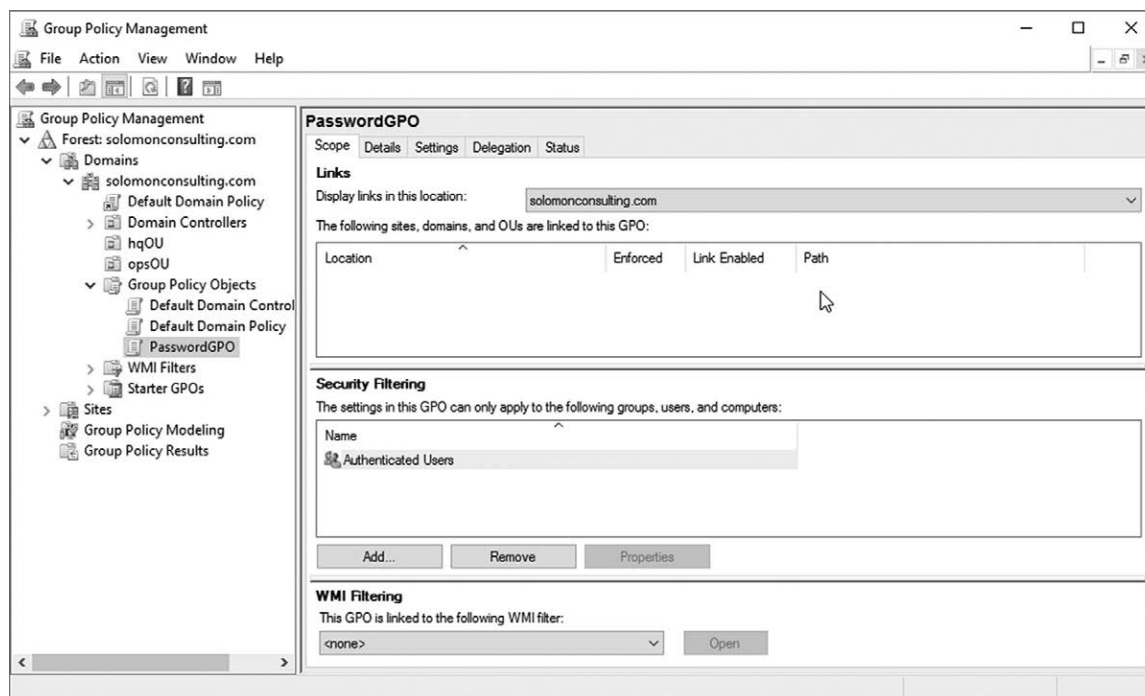 Group Policy Management
File Action View Window Help
Group Policy Management
Forest: solomonconsulting.com
Domains
solomonconsulting.com
Default Domain Policy
Domain Controllers
hqOU
opsOU
Group Policy Objects
Default Domain Control
Default Domain Policy
PasswordGPO
WMI Filters
Starter GPOs
Sites
Group Policy Modeling
Group Policy Results
PasswordGPO
Scope Details Settings Delegation Status
Links
Display links in this location: solomonconsulting.com
The following sites, domains, and OUs are linked to this GPO:
Location Enforced Link Enabled Path
Security Filtering
The settings in this GPO can only apply to the following groups, users, and computers:
Name
Authenticated Users
Add... Remove Properties
WMI Filtering
This GPO is linked to the following WMI filter:
<none> Open